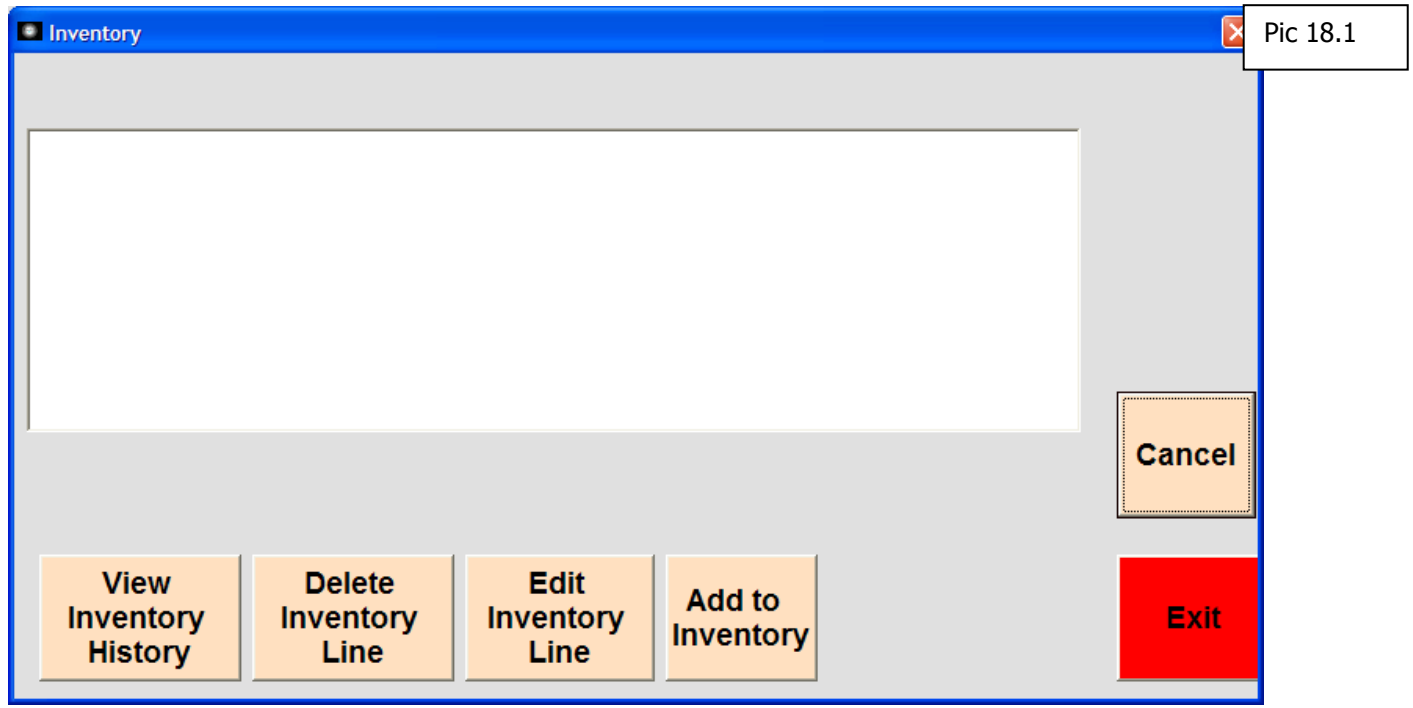 Inventory
Pic 18.1
Cancel
View
Inventory
History
Delete
Inventory
Line
Edit
Inventory
Line
Add to
Inventory
Exit